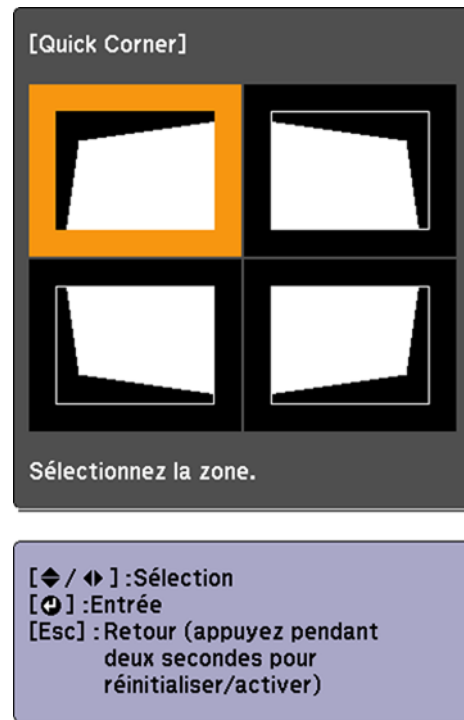 [Quick Corner]
Sélectionnez la zone.
[ / ] :Sélection
[ ] :Entrée
[Esc] :Retour (appuyez pendant
deux secondes pour
réinitialiser/activer)